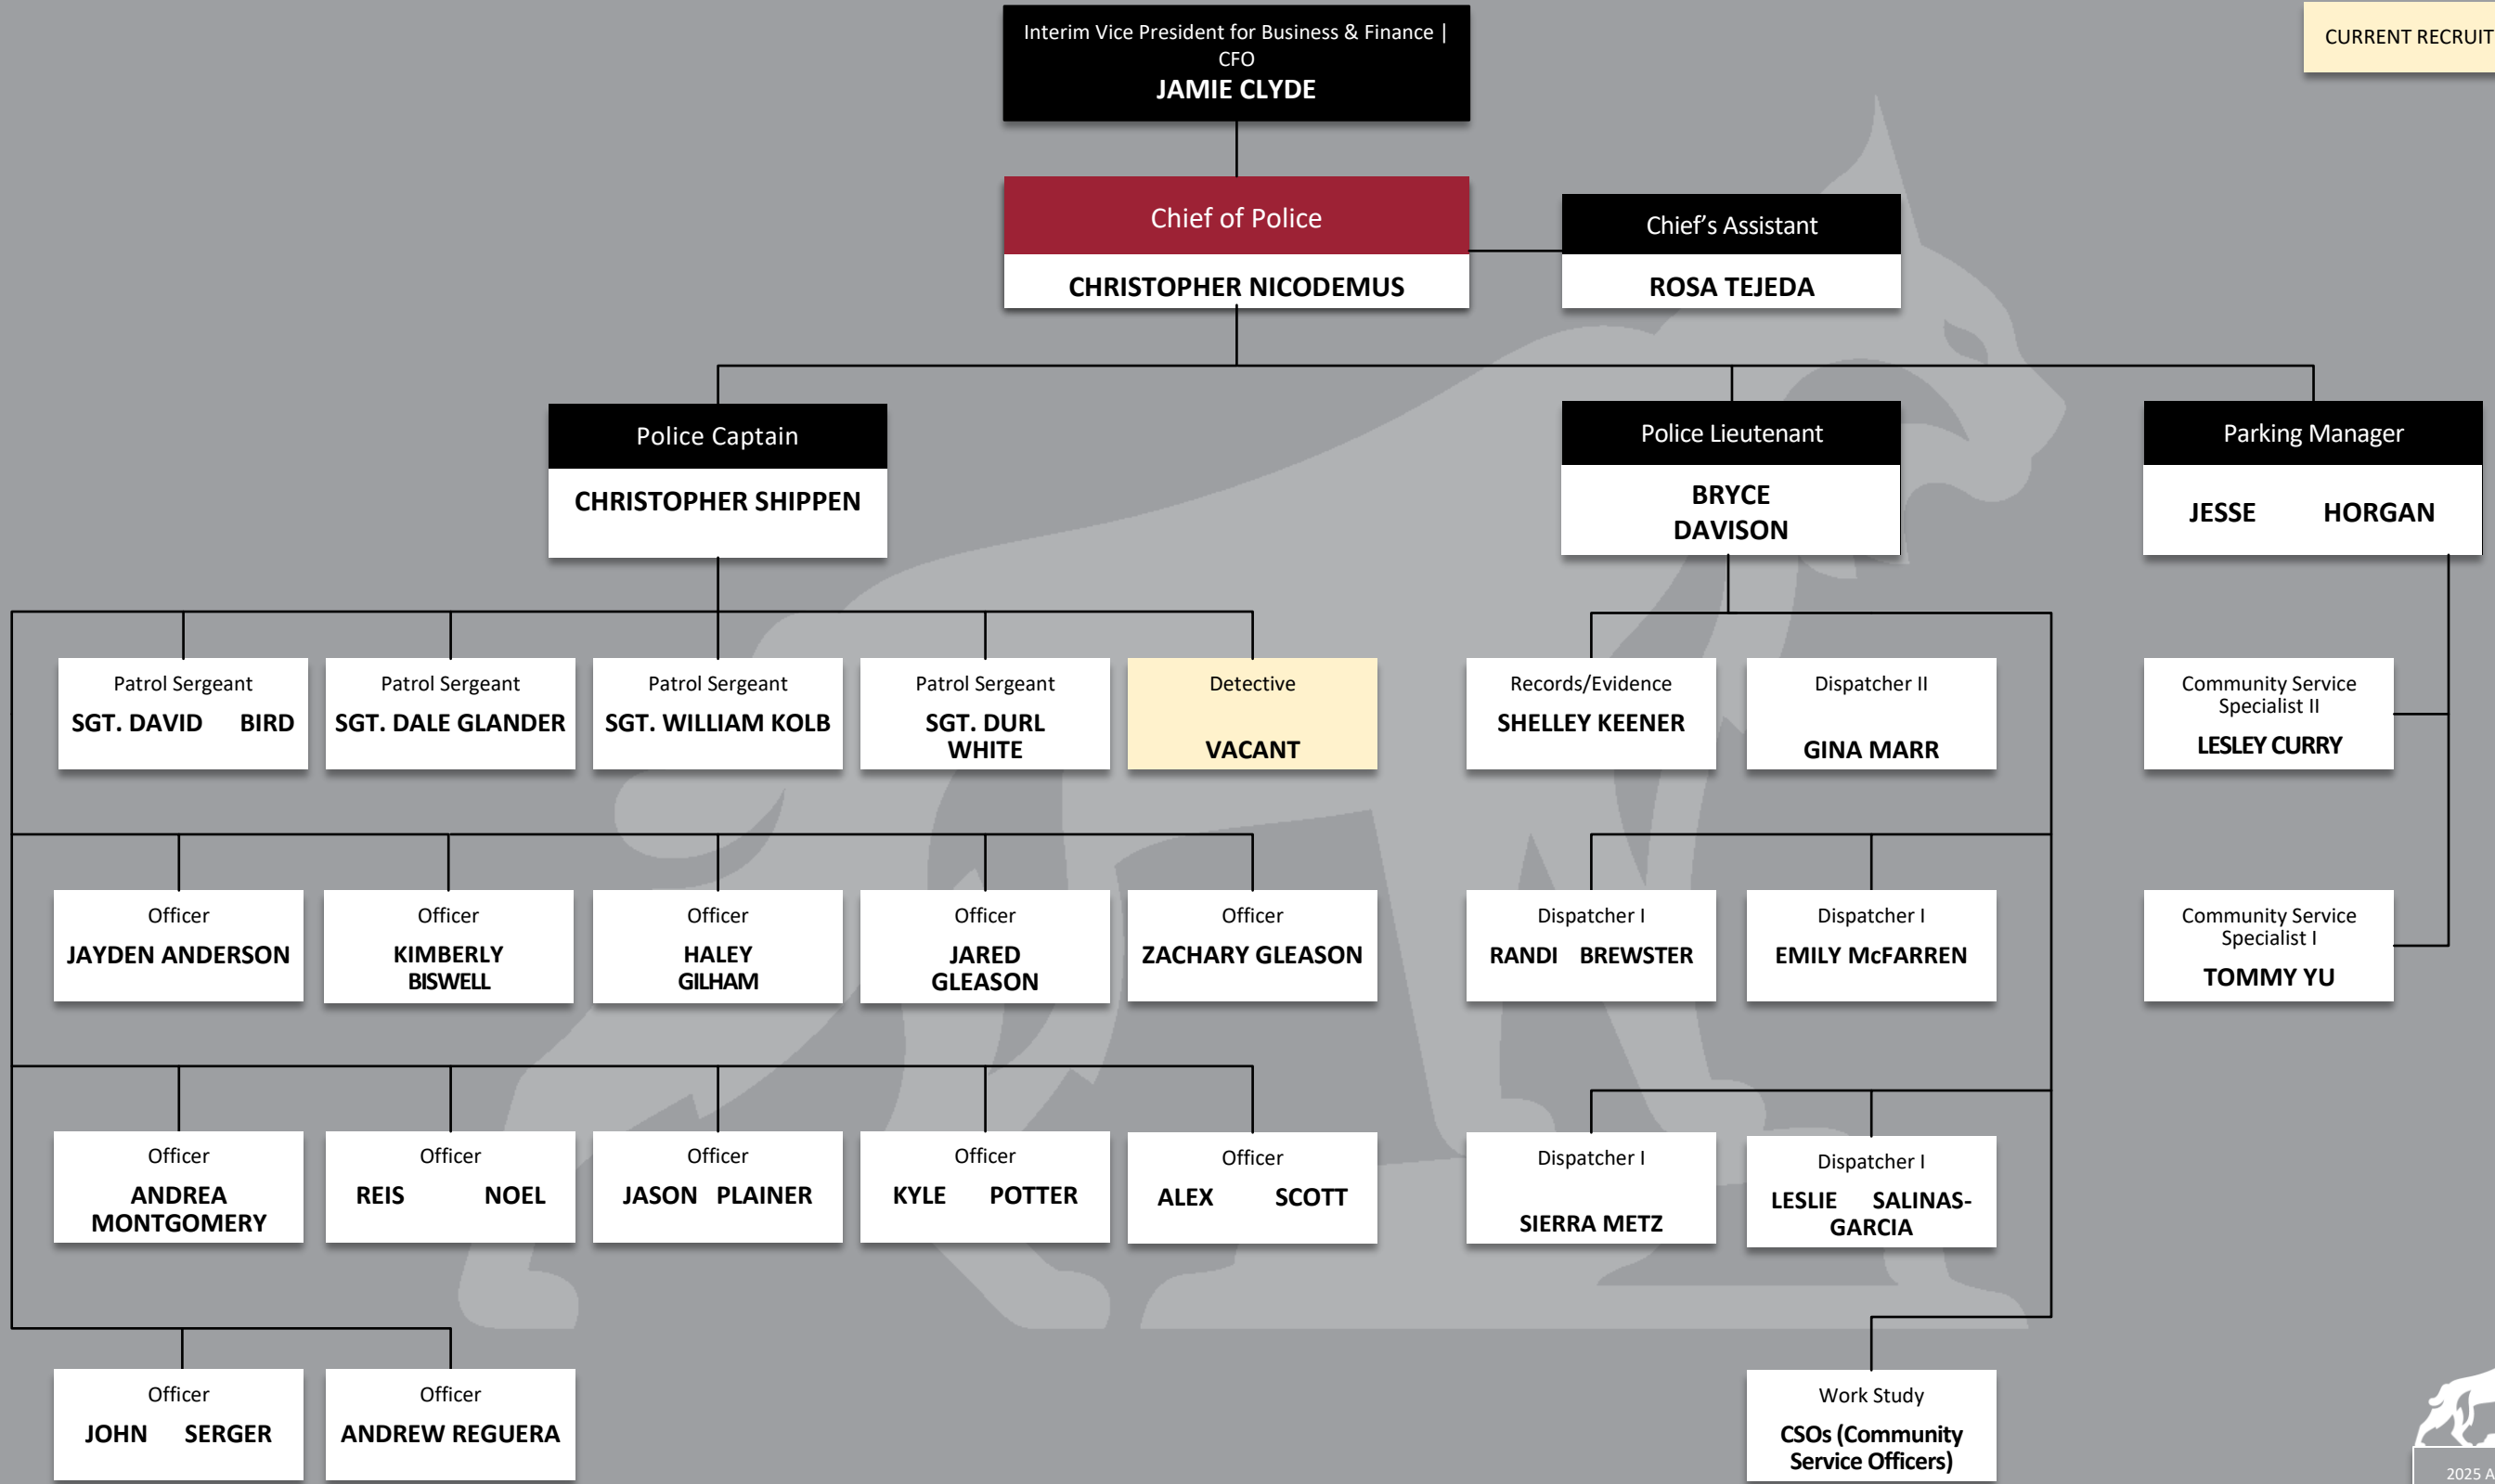 Interim Vice President for Business & Finance |
CFO
JAMIE CLYDE
CURRENT RECRUIT
Chief of Police
CHRISTOPHER NICODEMUS
Chief’s Assistant
ROSA TEJEDA
Police Captain
CHRISTOPHER SHIPPEN
Police Lieutenant
BRYCE
DAVISON
Parking Manager
JESSE HORGAN
Patrol Sergeant
SGT. DAVID BIRD
Patrol Sergeant
SGT. DALE GLANDER
Patrol Sergeant
SGT. WILLIAM KOLB
Patrol Sergeant
SGT. DURL
WHITE
Detective
VACANT
Records/Evidence
SHELLEY KEENER
Dispatcher II
GINA MARR
Community Service
Specialist II
LESLEY CURRY
Officer
JAYDEN ANDERSON
Officer
KIMBERLY
BISWELL
Officer
HALEY
GILHAM
Officer
JARED
GLEASON
Officer
ZACHARY GLEASON
Dispatcher I
RANDI BREWSTER
Dispatcher I
EMILY McFARREN
Community Service
Specialist I
TOMMY YU
Officer
ANDREA
MONTGOMERY
Officer
REIS NOEL
Officer
JASON PLAINER
Officer
KYLE POTTER
Officer
ALEX SCOTT
Dispatcher I
SIERRA METZ
Dispatcher I
LESLIE SALINAS-
GARCIA
Officer
JOHN SERGER
Officer
ANDREW REGUERA
Work Study
CSOs (Community
Service Officers)
2025 A